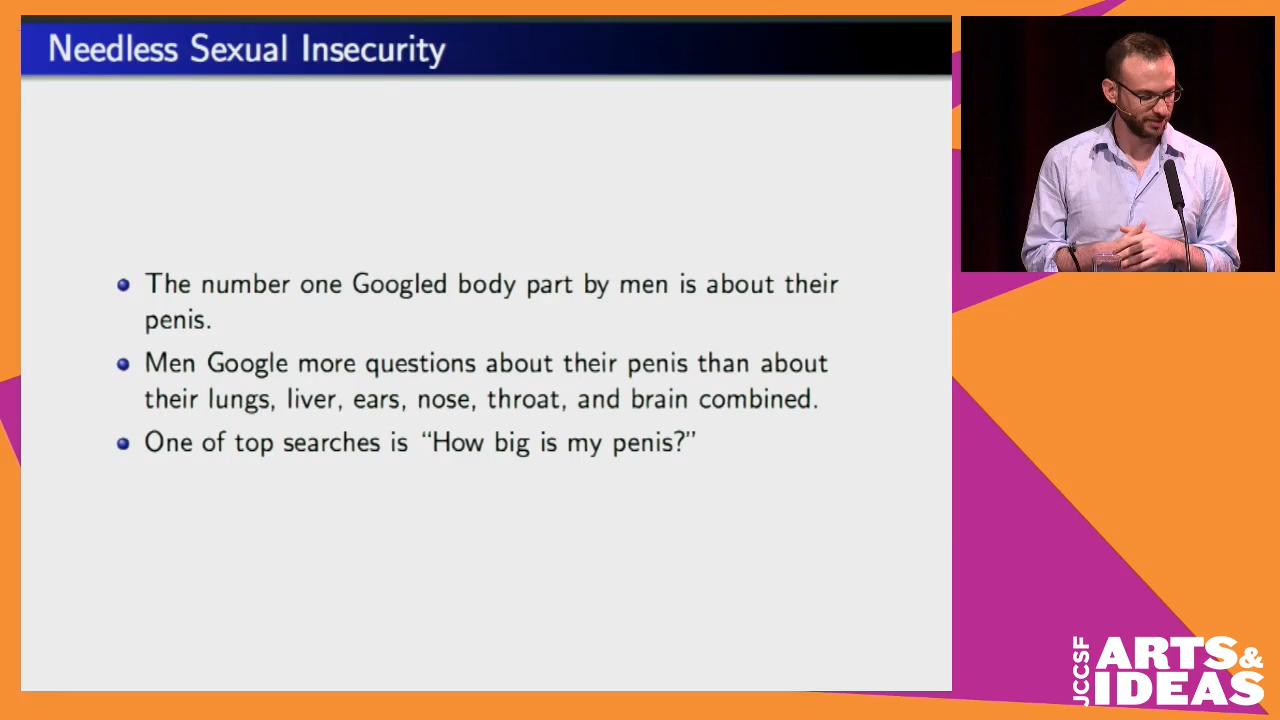 Needless Sexual Insecurity
The number one Googled body part by men is about their
penis.
Men Google more questions about their penis than about
their lungs, liver, ears, nose, throat, and brain combined.
One of top searches is “How big is my penis?”
JCCSF
ARTS&
IDEAS